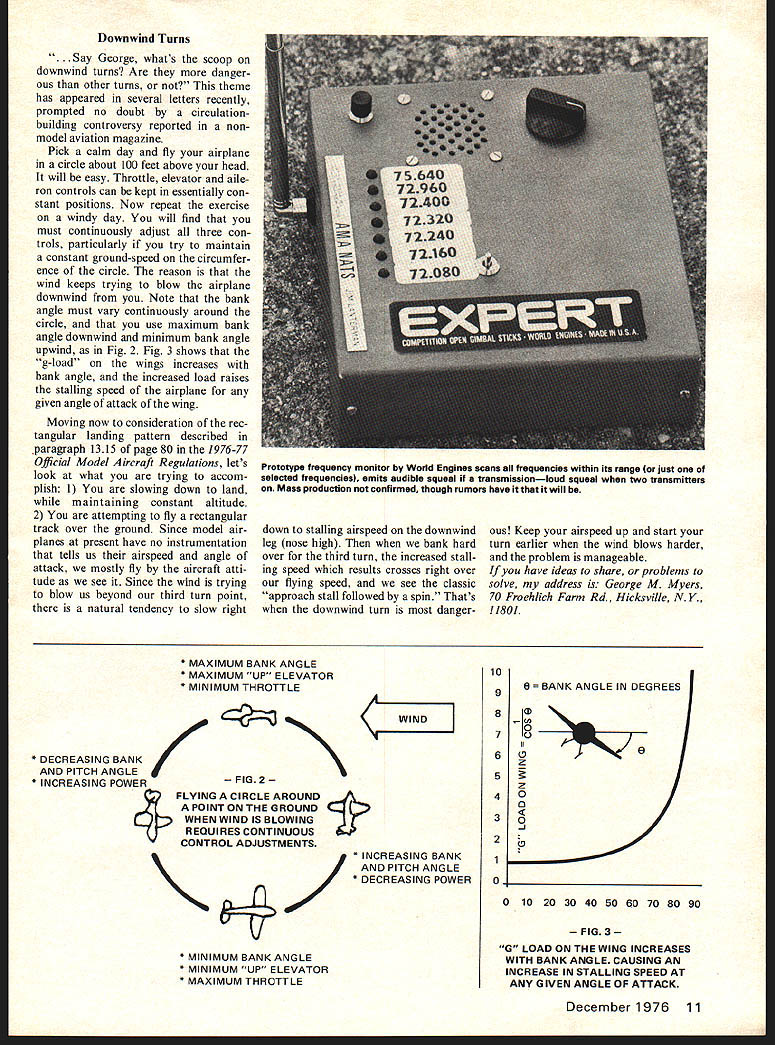 Downwind Turns
“. . . Say George, what's the scoop on
downwind turns? Are they more danger-
ous than other turns, or not?” This theme
has appeared in several letters recently,
prompted no doubt by a circulation-
building controversy reported in a non-
model aviation magazine.
Pick a calm day and fly your airplane
in a circle about 100 feet above your head.
It will be easy. Throttle, elevator and aile-
ron controls can be kept in essentially con-
stant positions. Now repeat the exercise
on a windy day. You will find that you
must continuously adjust all three con-
trols, particularly if you try to maintain
a constant ground-speed on the circumfer-
ence of the circle. The reason is that the
wind keeps trying to blow the airplane
downwind from you. Note that the bank
angle must vary continuously around the
circle, and that you use maximum bank
angle downwind and minimum bank angle
upwind, as in Fig. 2. Fig. 3 shows that the
“g-load” on the wings increases with
bank angle, and the increased load raises
the stalling speed of the airplane for any
given angle of attack of the wing.
Moving now to consideration of the rec-
tangular landing pattern described in
paragraph 13.15 of page 80 in the 1976-77
Official Model Aircraft Regulations, let's
look at what you are trying to accom-
plish: 1) You are slowing down to land,
while maintaining constant altitude.
2) You are attempting to fly a rectangular
track over the ground. Since model air-
planes at present have no instrumentation
that tells us their airspeed and angle of
attack, we mostly fly by the aircraft atti-
tude as we see it. Since the wind is trying
to blow us beyond our third turn point,
there is a natural tendency to slow right
75.640
72.960
72.400
72.320
72.240
72.160
72.080
AMA NATS
EXPERT
COMPETITION OPEN GIMBAL STICKS · WORLD ENGINES · MADE IN U.S.A.
Prototype frequency monitor by World Engines scans all frequencies within its range (or just one of
selected frequencies), emits audible squeal if a transmission—loud squeal when two transmitters
on. Mass production not confirmed, though rumors have it that it will be.
down to stalling airspeed on the downwind
leg (nose high). Then when we bank hard
over for the third turn, the increased stall-
ing speed which results crosses right over
our flying speed, and we see the classic
“approach stall followed by a spin.” That's
when the downwind turn is most danger-
ous! Keep your airspeed up and start your
turn earlier when the wind blows harder,
and the problem is manageable.
If you have ideas to share, or problems to
solve, my address is: George M. Myers,
70 Froehlich Farm Rd., Hicksville, N.Y.,
11801.
* MAXIMUM BANK ANGLE
* MAXIMUM "UP" ELEVATOR
* MINIMUM THROTTLE
WIND
* DECREASING BANK
AND PITCH ANGLE
* INCREASING POWER
– FIG. 2 –
FLYING A CIRCLE AROUND
A POINT ON THE GROUND
WHEN WIND IS BLOWING
REQUIRES CONTINUOUS
CONTROL ADJUSTMENTS.
* INCREASING BANK
AND PITCH ANGLE
* DECREASING POWER
* MINIMUM BANK ANGLE
* MINIMUM "UP" ELEVATOR
* MAXIMUM THROTTLE
10
9
8
7
6
5
4
3
2
1
0
"G" LOAD ON WING = 1/COS θ
θ = BANK ANGLE IN DEGREES
θ
0 10 20 30 40 50 60 70 80 90
– FIG. 3 –
"G" LOAD ON THE WING INCREASES
WITH BANK ANGLE. CAUSING AN
INCREASE IN STALLING SPEED AT
ANY GIVEN ANGLE OF ATTACK.
December 1976 11